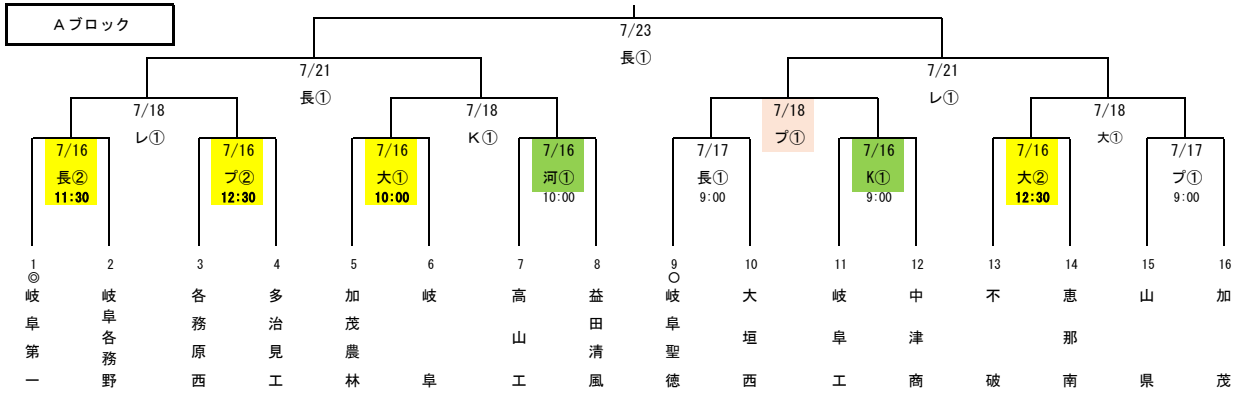 Aブロック
7/23
長①
7/21
長①
7/21
レ①
7/18
レ①
7/18
K①
7/18
プ①
7/18
大①
7/16
長②
11:30
7/16
プ②
12:30
7/16
大①
10:00
7/16
河①
10:00
7/17
長①
9:00
7/16
K①
9:00
7/16
大②
12:30
7/17
プ①
9:00
1
◎
岐阜第一
2
岐阜各務野
3
各務原西
4
多治見工
5
加茂農林
6
岐阜
7
高山工
8
益田清風
9
○
岐阜聖徳
10
大垣西
11
岐阜工
12
中津商
13
不破
14
恵那南
15
山県
16
加茂